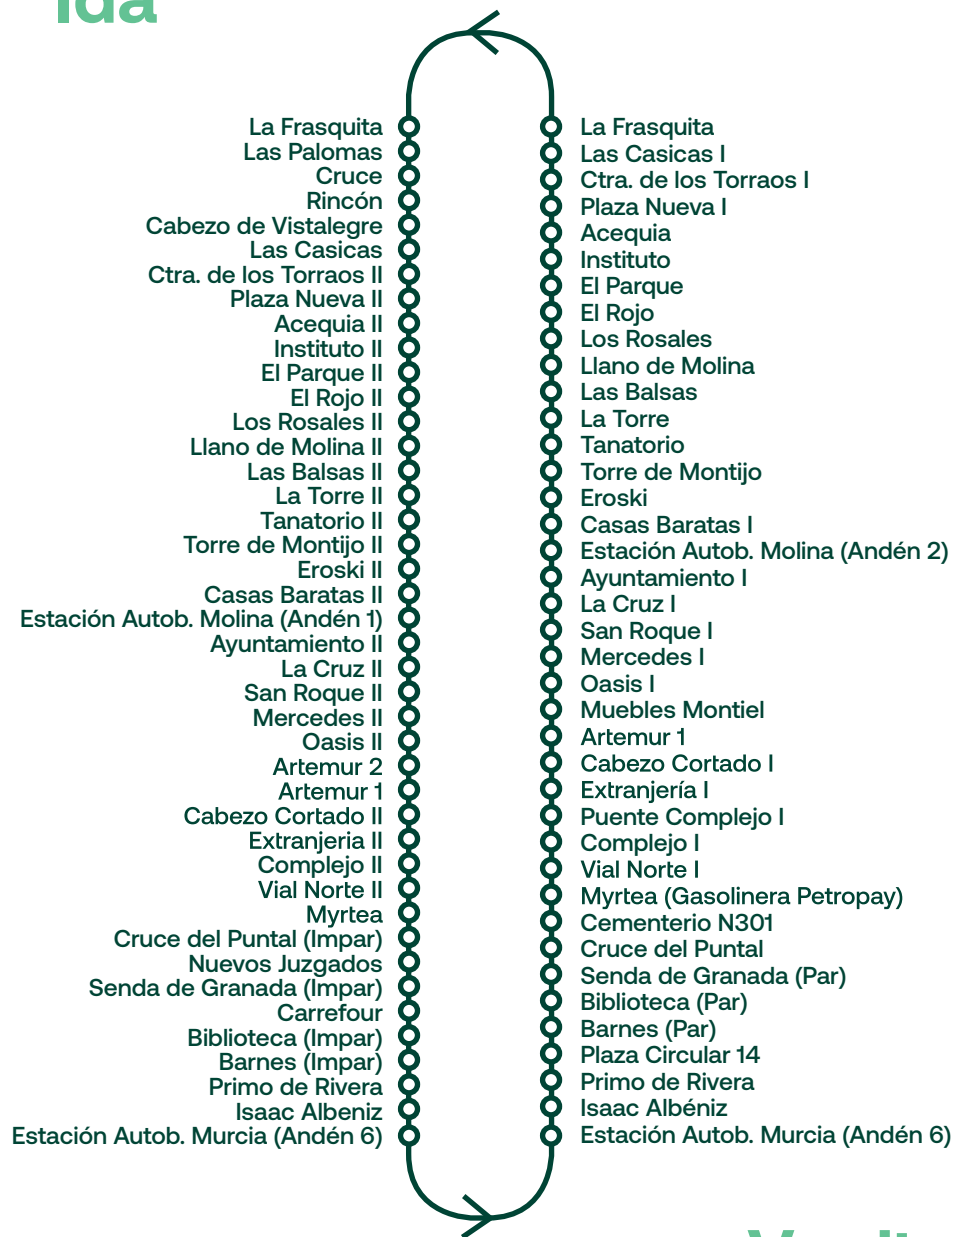 Ida
La Frasquita
Las Palomas
Cruce
Rincón
Cabezo de Vistalegre
Las Casicas
Ctra. de los Torraos II
Plaza Nueva II
Acequia II
Instituto II
El Parque II
El Rojo II
Los Rosales II
Llano de Molina II
Las Balsas II
La Torre II
Tanatorio II
Torre de Montijo II
Eroski II
Casas Baratas II
Estación Autob. Molina (Andén 1)
Ayuntamiento II
La Cruz II
San Roque II
Mercedes II
Oasis II
Artemur 2
Artemur 1
Cabezo Cortado II
Extranjeria II
Complejo II
Vial Norte II
Myrtea
Cruce del Puntal (Impar)
Nuevos Juzgados
Senda de Granada (Impar)
Carrefour
Biblioteca (Impar)
Barnes (Impar)
Primo de Rivera
Isaac Albeniz
Estación Autob. Murcia (Andén 6)
La Frasquita
Las Casicas I
Ctra. de los Torraos I
Plaza Nueva I
Acequia
Instituto
El Parque
El Rojo
Los Rosales
Llano de Molina
Las Balsas
La Torre
Tanatorio
Torre de Montijo
Eroski
Casas Baratas I
Estación Autob. Molina (Andén 2)
Ayuntamiento I
La Cruz I
San Roque I
Mercedes I
Oasis I
Muebles Montiel
Artemur 1
Cabezo Cortado I
Extranjería I
Puente Complejo I
Complejo I
Vial Norte I
Myrtea (Gasolinera Petropay)
Cementerio N301
Cruce del Puntal
Senda de Granada (Par)
Biblioteca (Par)
Barnes (Par)
Plaza Circular 14
Primo de Rivera
Isaac Albéniz
Estación Autob. Murcia (Andén 6)